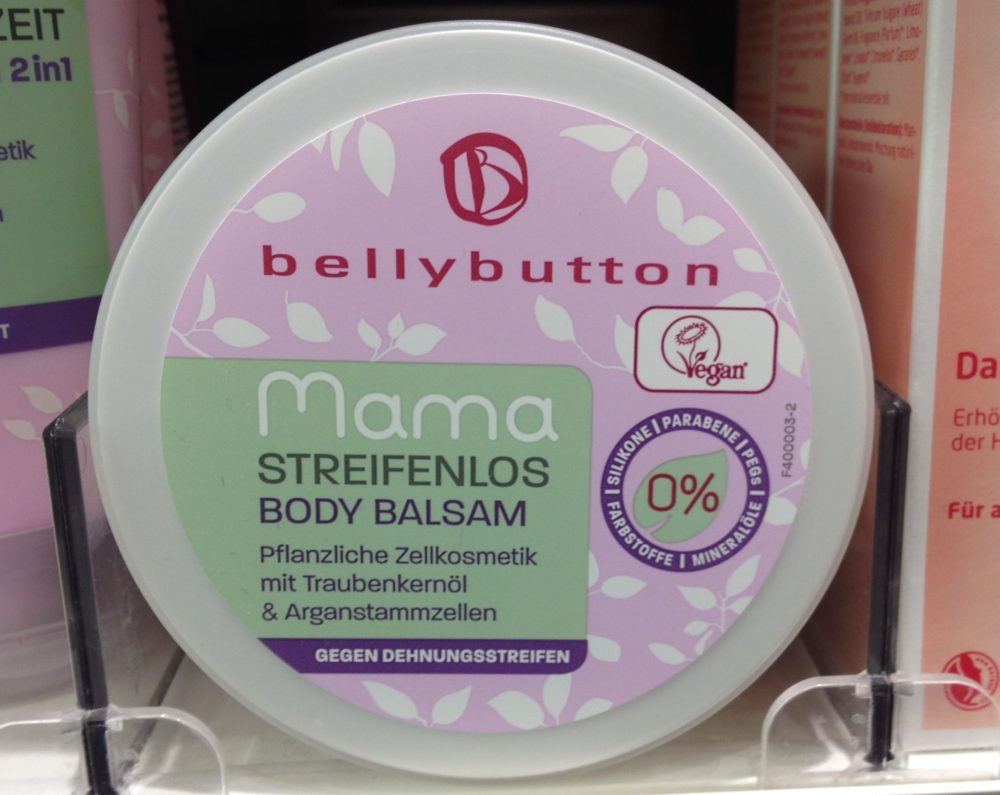 ZEIT
2in1
bellybutton
Vegan
Mama
STREIFENLOS
BODY BALSAM
Pflanzliche Zellkosmetik
mit Traubenkernöl
& Arganstammzellen
GEGEN DEHNUNGSSTREIFEN
| SILIKONE | PARABENE | PEGS | MINERALÖLE | FARBSTOFFE
0%
F400003-2
Da
Erhö
der H
Für a